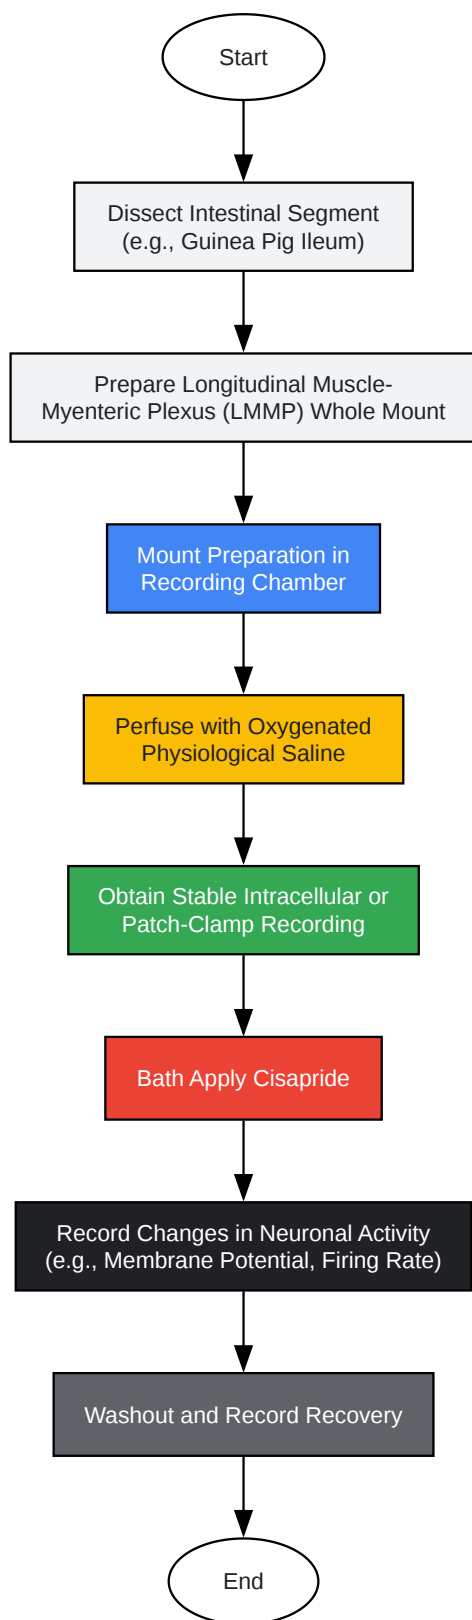 Start
Dissect Intestinal Segment
(e.g., Guinea Pig Ileum)
Prepare Longitudinal Muscle-
Myenteric Plexus (LMMP) Whole Mount
Mount Preparation in
Recording Chamber
Perfuse with Oxygenated
Physiological Saline
Obtain Stable Intracellular or
Patch-Clamp Recording
Bath Apply Cisapride
Record Changes in Neuronal Activity
(e.g., Membrane Potential, Firing Rate)
Washout and Record Recovery
End